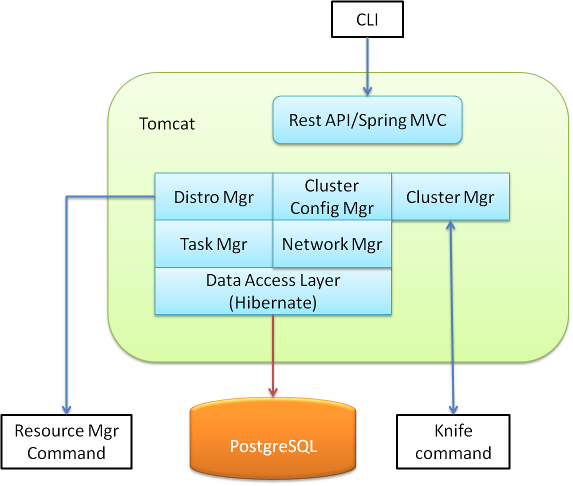 CLI
Tomcat
Rest API/Spring MVC
Distro Mgr
Cluster
Config Mgr
Cluster Mgr
Task Mgr
Network Mgr
Data Access Layer
(Hibernate)
Resource Mgr
Command
PostgreSQL
Knife
command